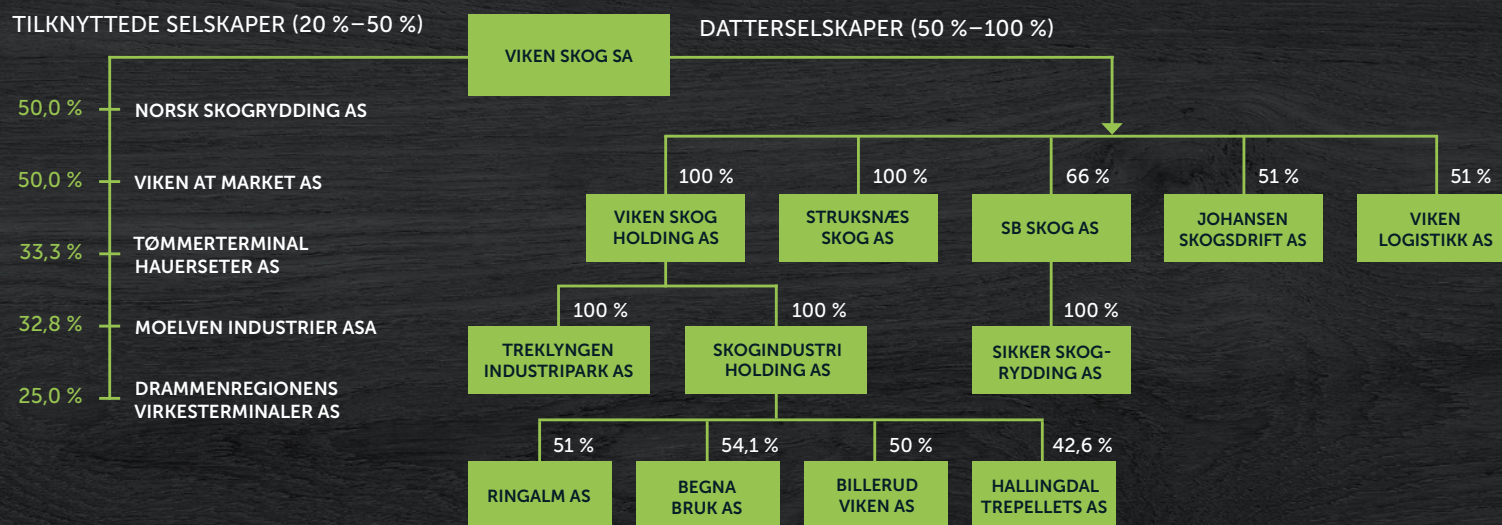 TILKNYTTEDE SELSKAPER (20 %–50 %)
VIKEN SKOG SA
DATTERSELSKAPER (50 %–100 %)
50,0 %
NORSK SKOGRYDDING AS
50,0 %
VIKEN AT MARKET AS
33,3 %
TØMMERTERMINAL
HAUERSETER AS
32,8 %
MOELVEN INDUSTRIER ASA
25,0 %
DRAMMENREGIONENS
VIRKESTERMINALER AS
100 %
VIKEN SKOG
HOLDING AS
100 %
STRUKSNÆS
SKOG AS
66 %
SB SKOG AS
51 %
JOHANSEN
SKOGSDRIFT AS
51 %
VIKEN
LOGISTIKK AS
100 %
TREKLYNGEN
INDUSTRIPARK AS
100 %
SKOGINDUSTRI
HOLDING AS
100 %
SIKKER SKOG-
RYDDING AS
51 %
RINGALM AS
54,1 %
BEGNA
BRUK AS
50 %
BILLERUD
VIKEN AS
42,6 %
HALLINGDAL
TREPELLETS AS